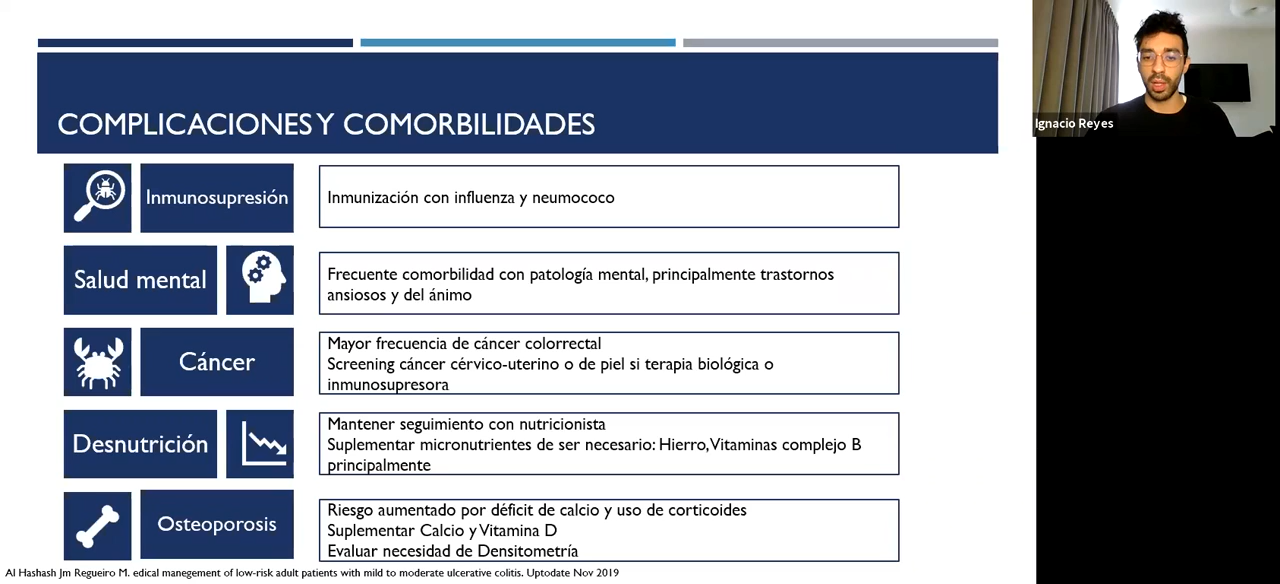 COMPLICACIONES Y COMORBILIDADES
Ignacio Reyes
Inmunosupresión
Inmunización con influenza y neumococo
Salud mental
Frecuente comorbilidad con patología mental, principalmente trastornos
ansiosos y del ánimo
Cáncer
Mayor frecuencia de cáncer colorrectal
Screening cáncer cérvico-uterino o de piel si terapia biológica o
inmunosupresora
Desnutrición
Mantener seguimiento con nutricionista
Suplementar micronutrientes de ser necesario: Hierro, Vitaminas complejo B
principalmente
Osteoporosis
Riesgo aumentado por déficit de calcio y uso de corticoides
Suplementar Calcio y Vitamina D
Evaluar necesidad de Densitometría
Al Hashash Jm Regueiro M. edical manegement of low-risk adult patients with mild to moderate ulcerative colitis. Uptodate Nov 2019